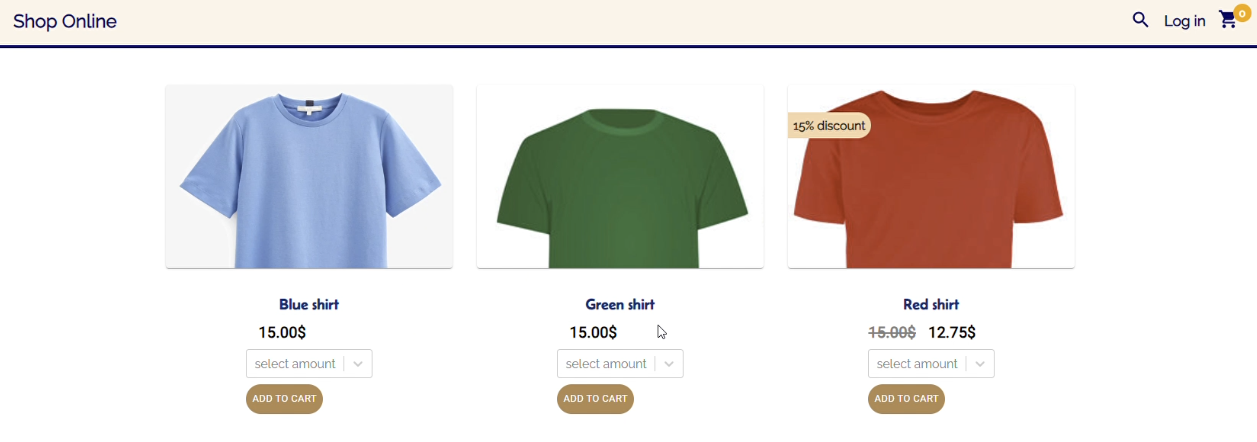 Shop Online
Log in
0
15% discount
Blue shirt
Green shirt
Red shirt
15.00$
15.00$
15.00$ 12.75$
select amount
select amount
select amount
ADD TO CART
ADD TO CART
ADD TO CART